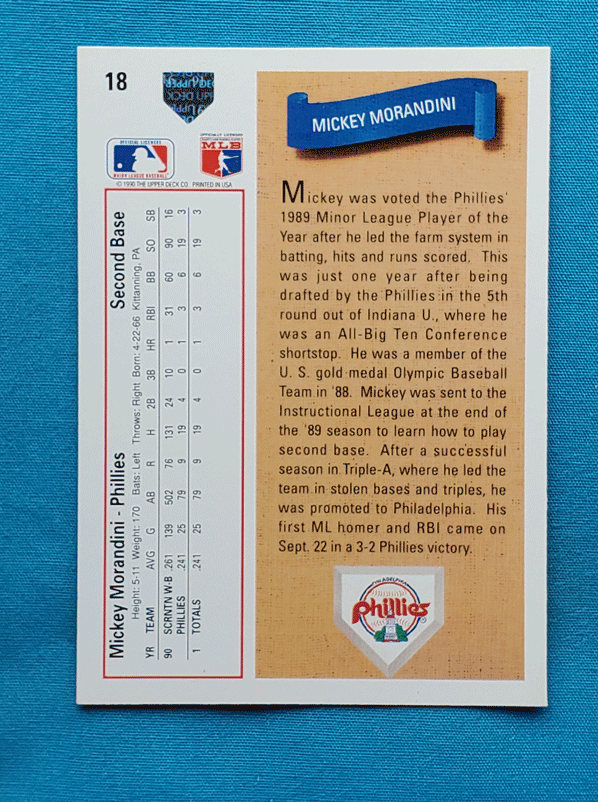 18
UPPER DECK
OFFICIAL LICENSEE
MAJOR LEAGUE BASEBALL
OFFICIALLY LICENSED
MLB
© 1990 THE UPPER DECK CO. PRINTED IN USA
Mickey Morandini - Phillies Second Base
Height: 5-11 Weight: 170 Bats: Left Throws: Right Born: 4-22-66 Kittanning, PA
YR TEAM AVG G AB R H 2B 3B HR RBI BB SO SB
90 SCRNTN W-B .261 139 502 76 131 24 10 1 31 60 90 16
PHILLIES .241 25 79 9 19 4 0 1 3 6 19 3
1 TOTALS .241 25 79 9 19 4 0 1 3 6 19 3
MICKEY MORANDINI
Mickey was voted the Phillies'
1989 Minor League Player of the
Year after he led the farm system in
batting, hits and runs scored. This
was just one year after being
drafted by the Phillies in the 5th
round out of Indiana U., where he
was an All-Big Ten Conference
shortstop. He was a member of the
U. S. gold-medal Olympic Baseball
Team in '88. Mickey was sent to the
Instructional League at the end of
the '89 season to learn how to play
second base. After a successful
season in Triple-A, where he led the
team in stolen bases and triples, he
was promoted to Philadelphia. His
first ML homer and RBI came on
Sept. 22 in a 3-2 Phillies victory.
PHILADELPHIA
Phillies